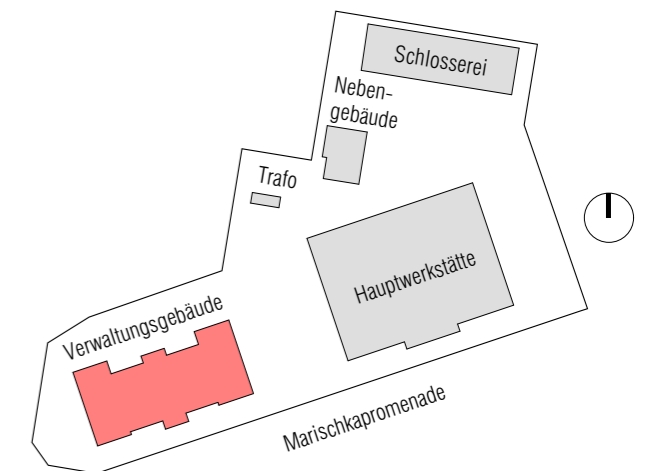 Schlosserei
Neben-
gebäude
Trafo
Hauptwerkstätte
Verwaltungsgebäude
Marischkapromenade